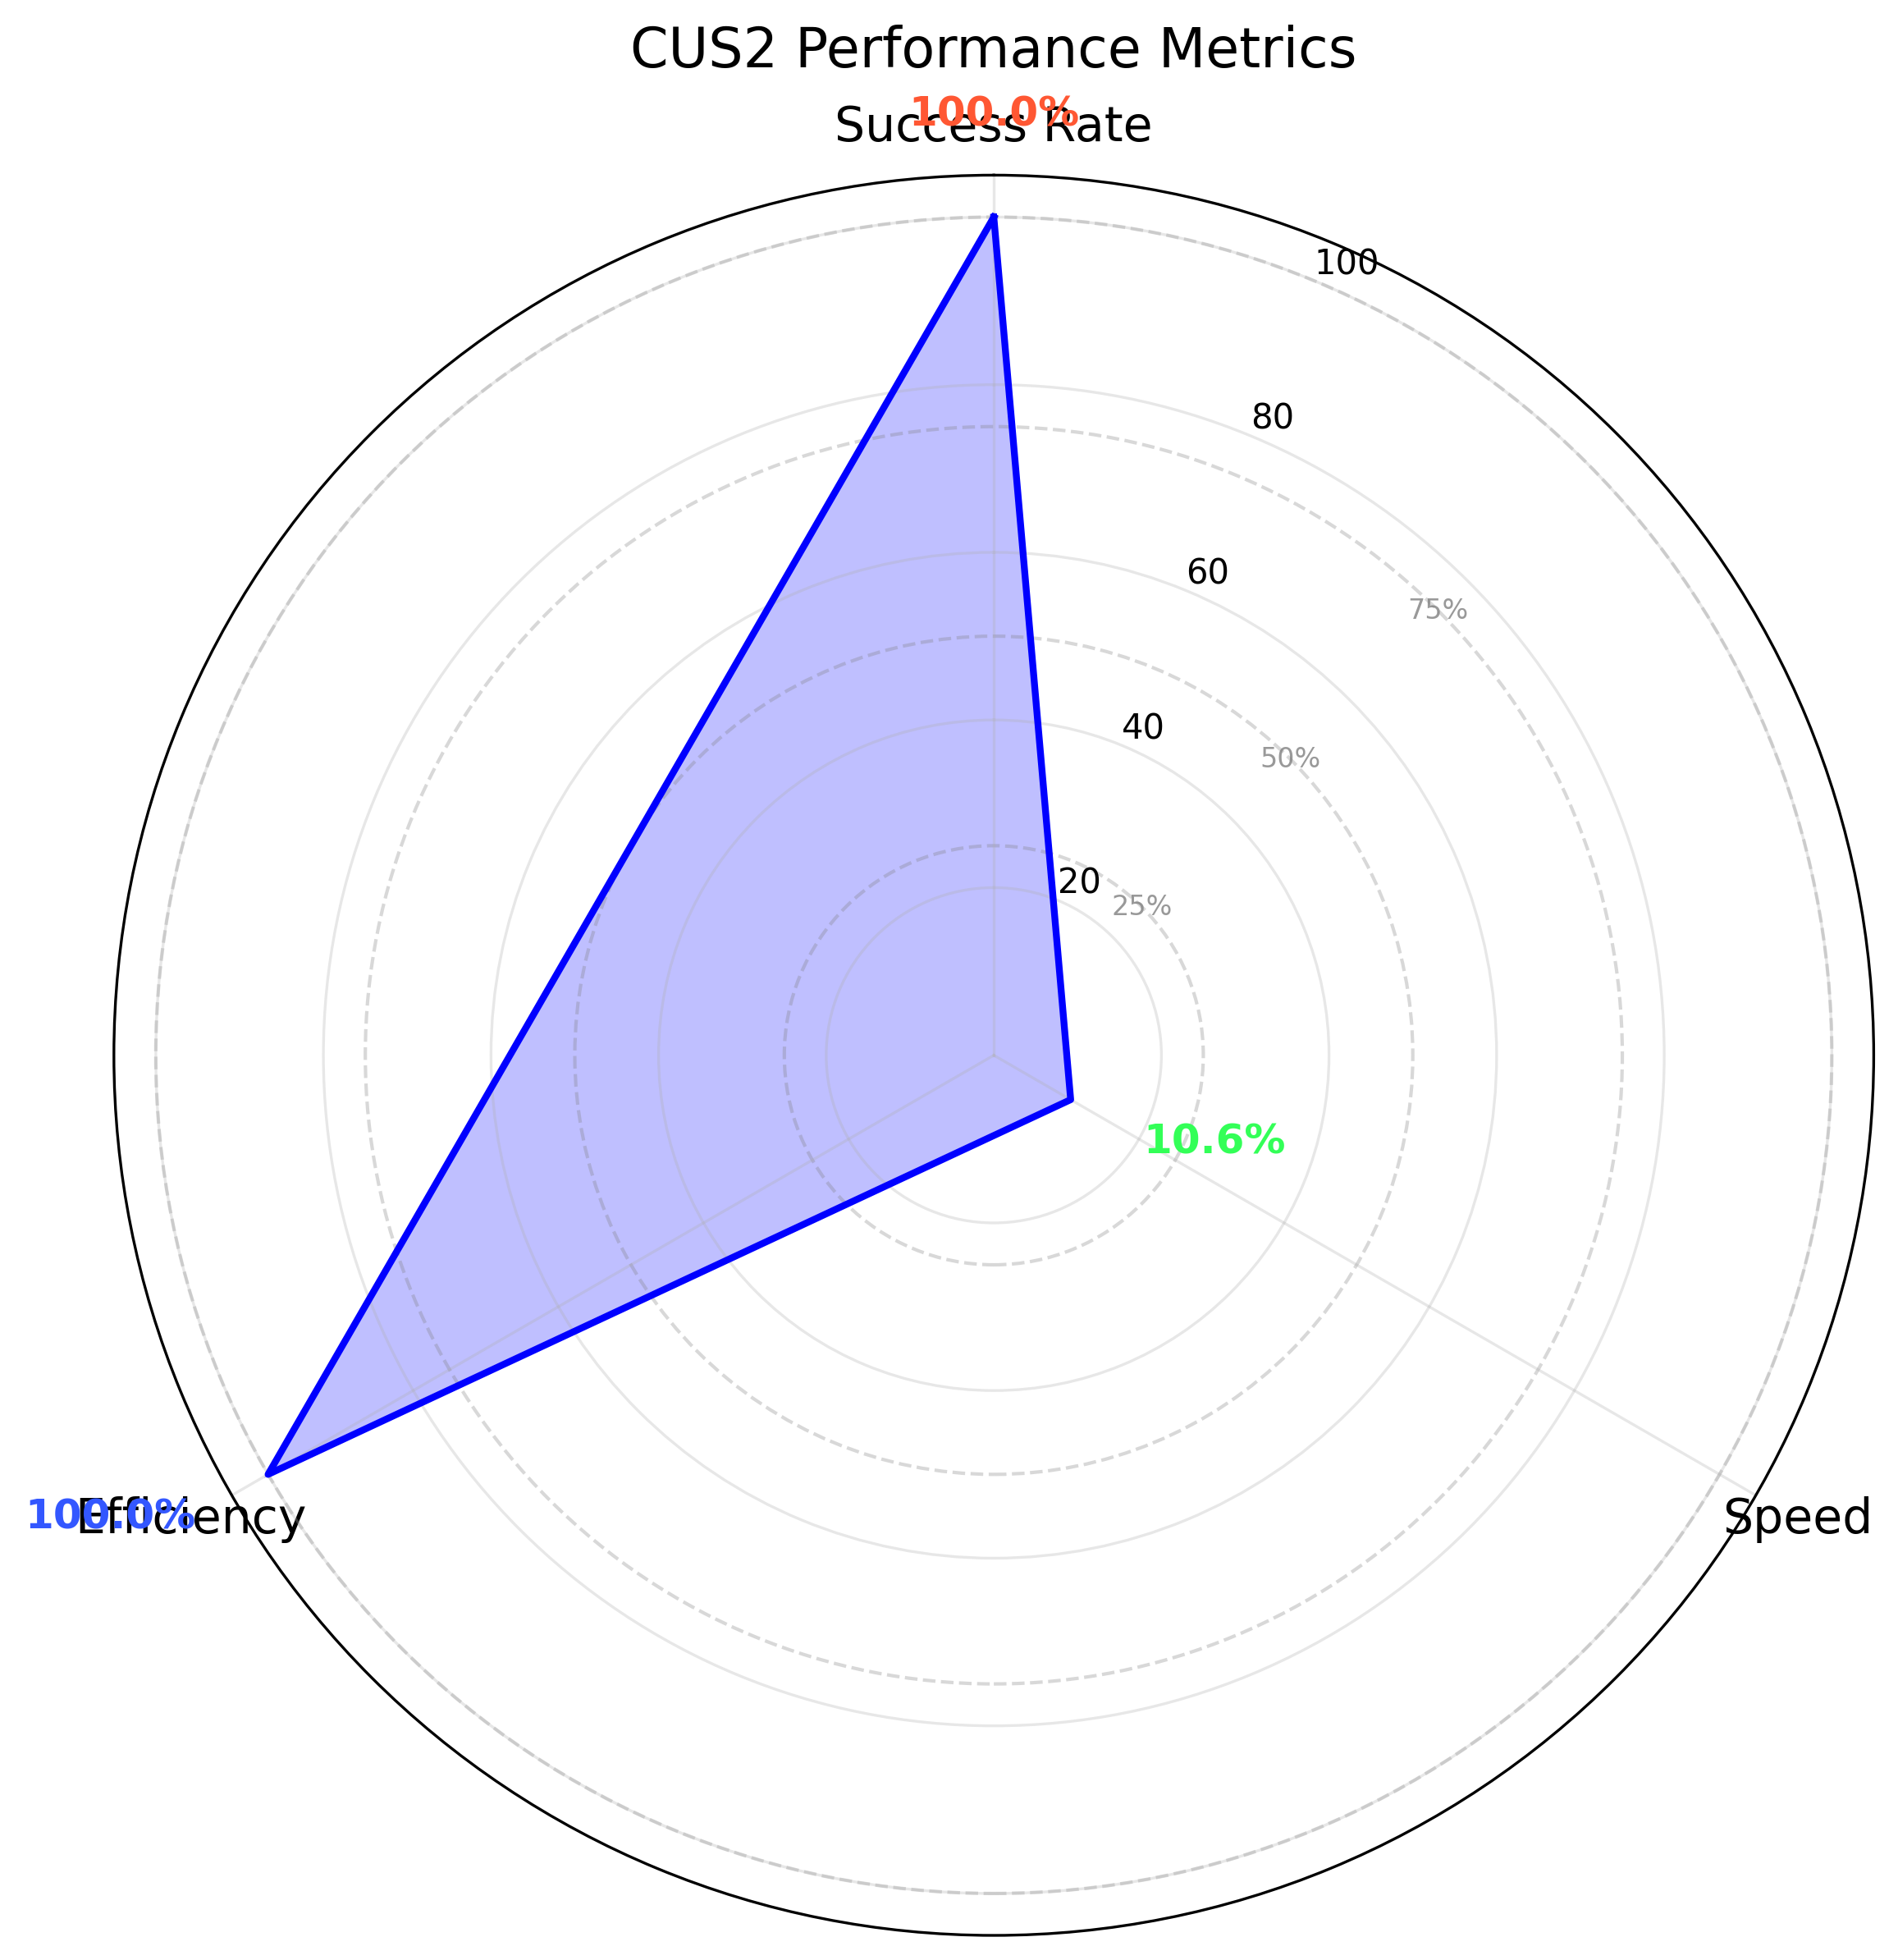 CUS2 Performance Metrics
100.0%
Success Rate
100
80
60
75%
40
50%
20
25%
10.6%
100.0%
Efficiency
Speed